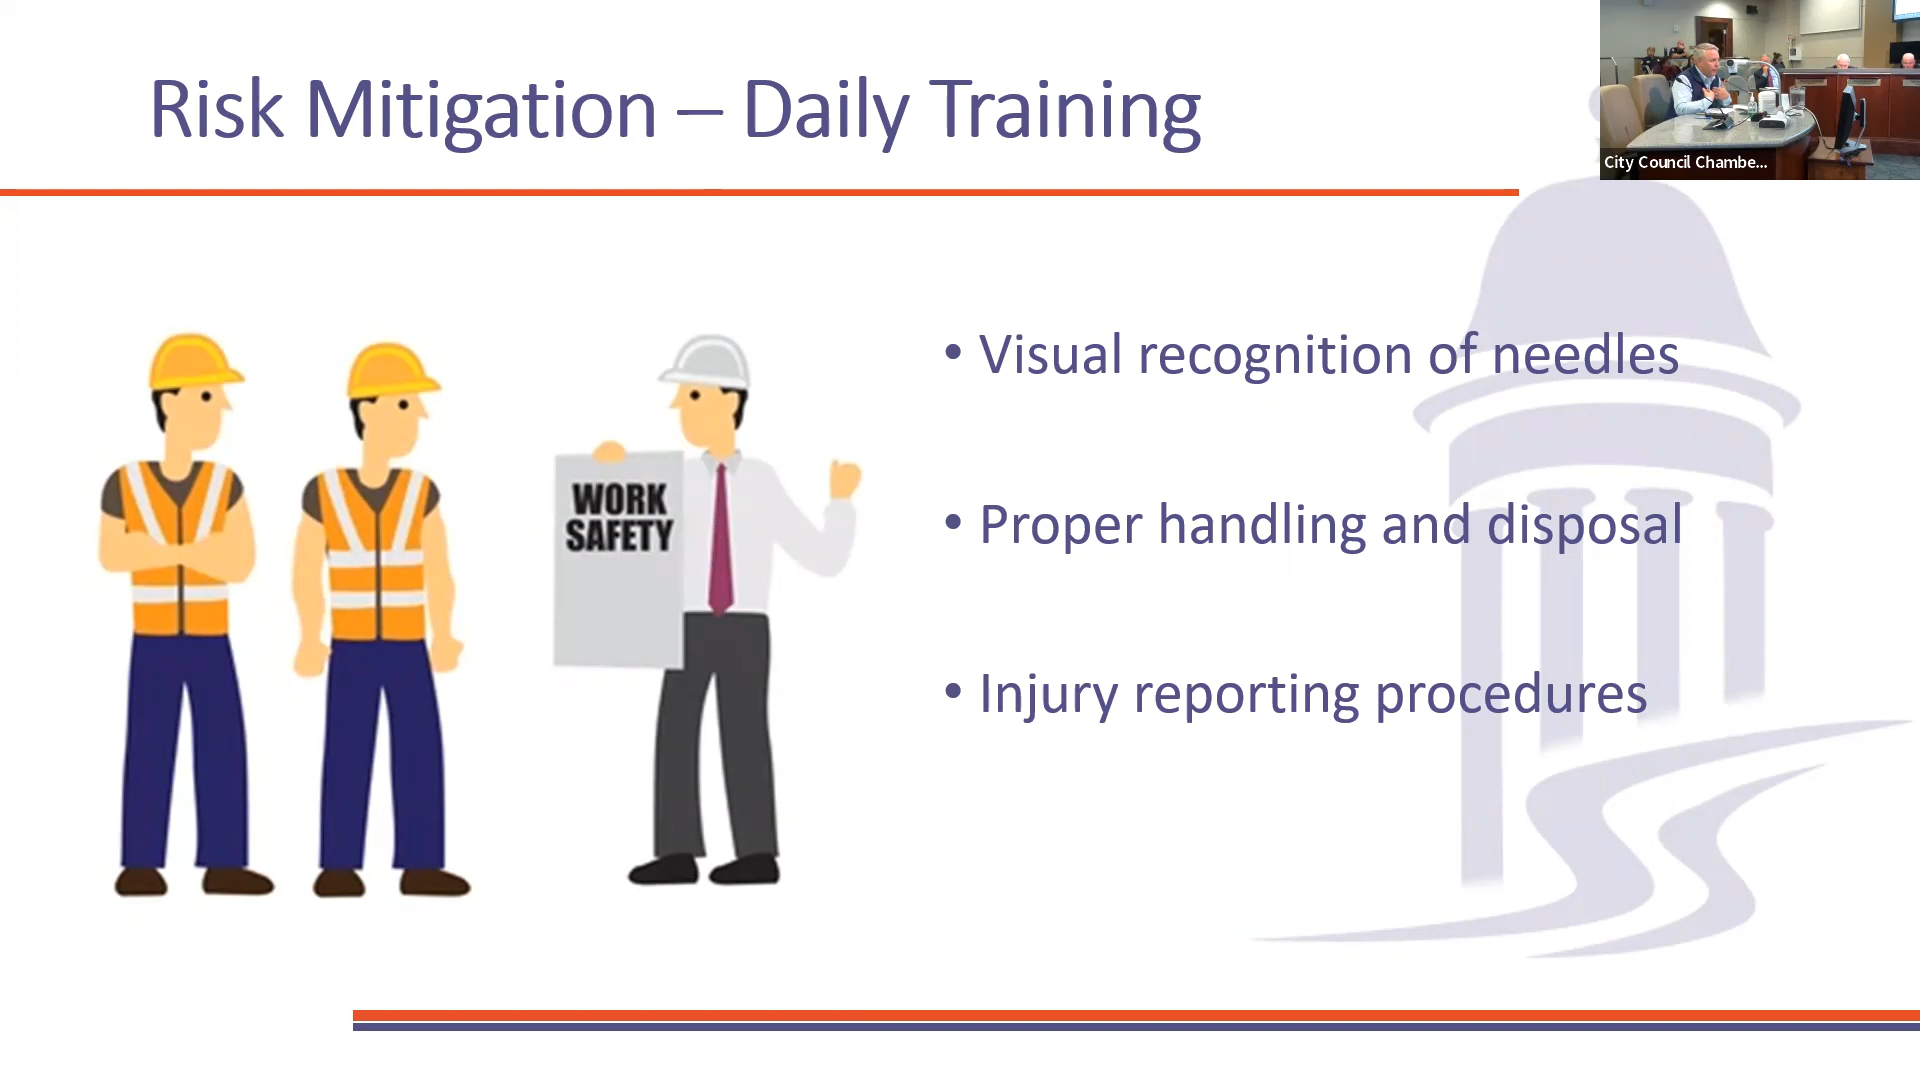 Risk Mitigation – Daily Training
City Council Chambe...
• Visual recognition of needles
WORK
SAFETY
• Proper handling and disposal
• Injury reporting procedures